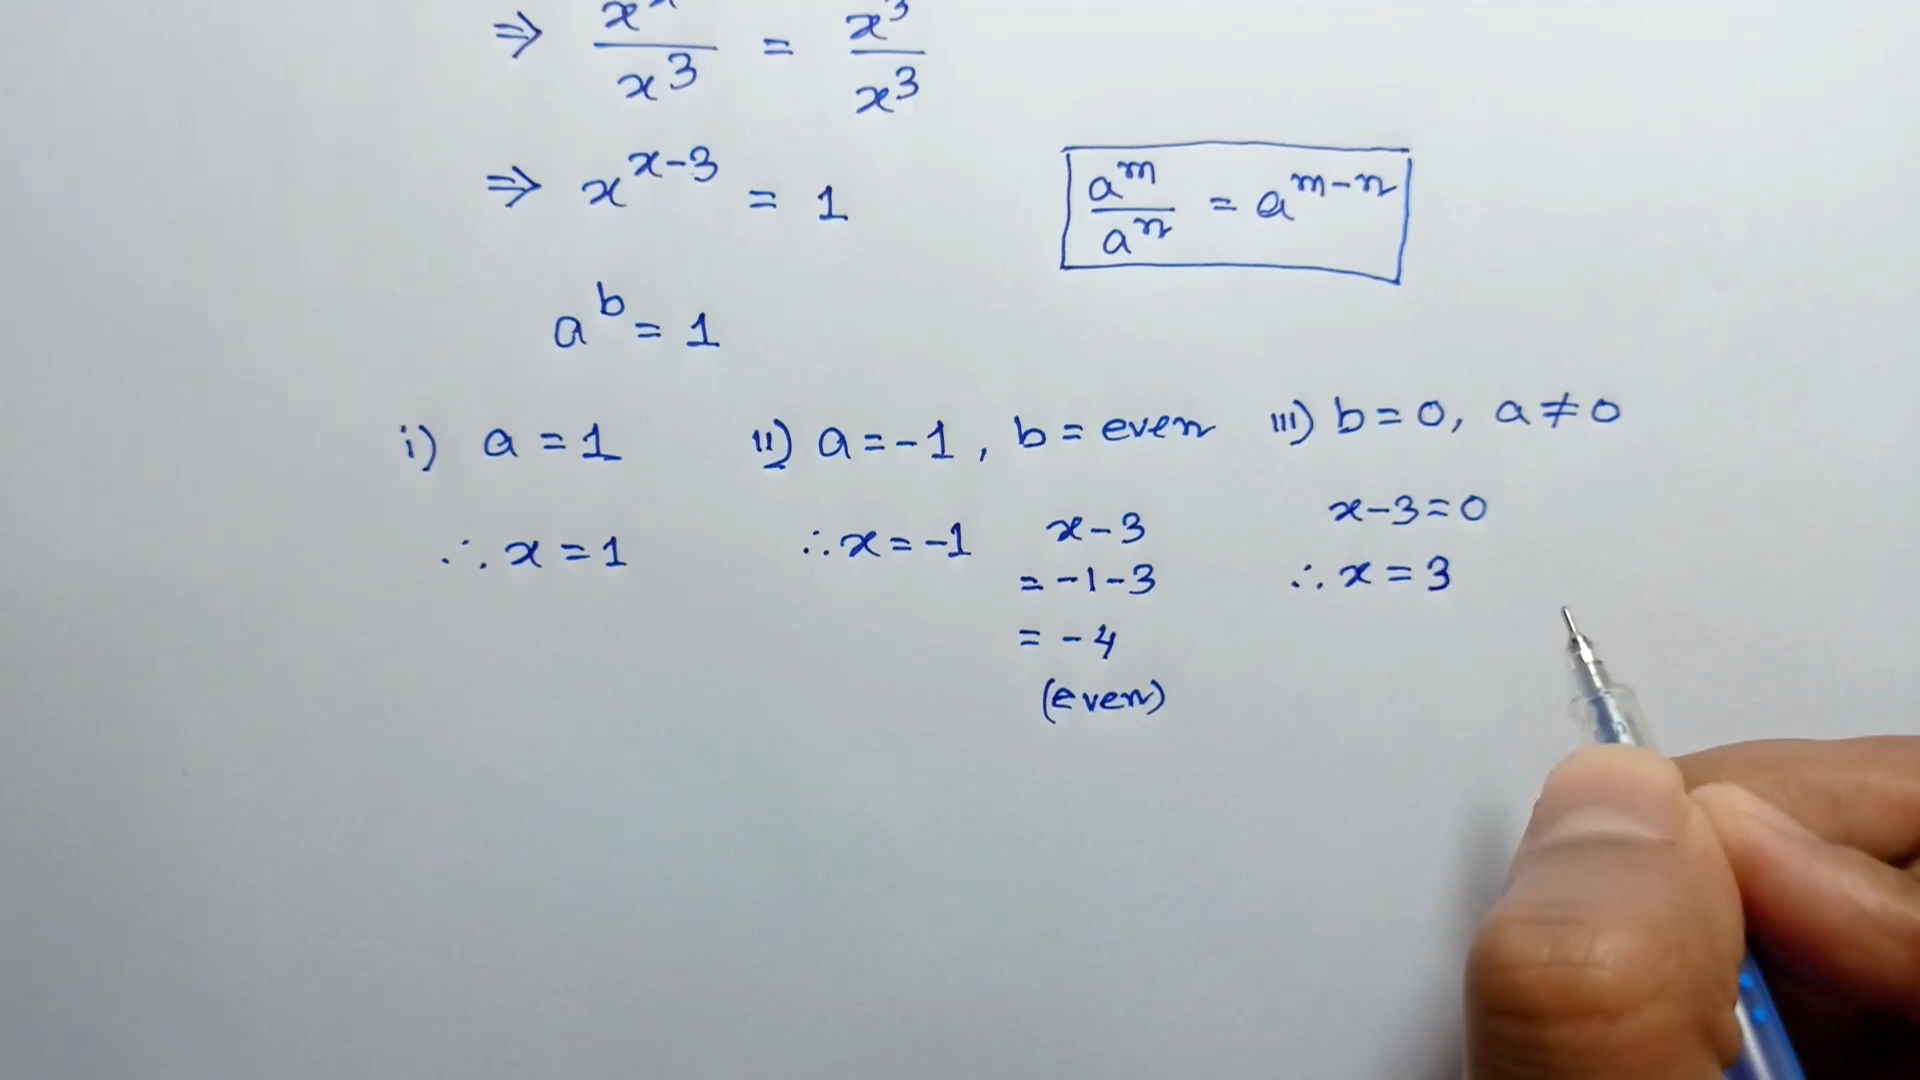 ⇒ x^x/x^3 = x^3/x^3
⇒ x^(x-3) = 1
a^m/a^n = a^(m-n)
a^b = 1
i) a = 1
ii) a = -1, b = even
iii) b = 0, a ≠ 0
∴ x = 1
∴ x = -1
x - 3
= -1 - 3
= -4
(even)
x - 3 = 0
∴ x = 3